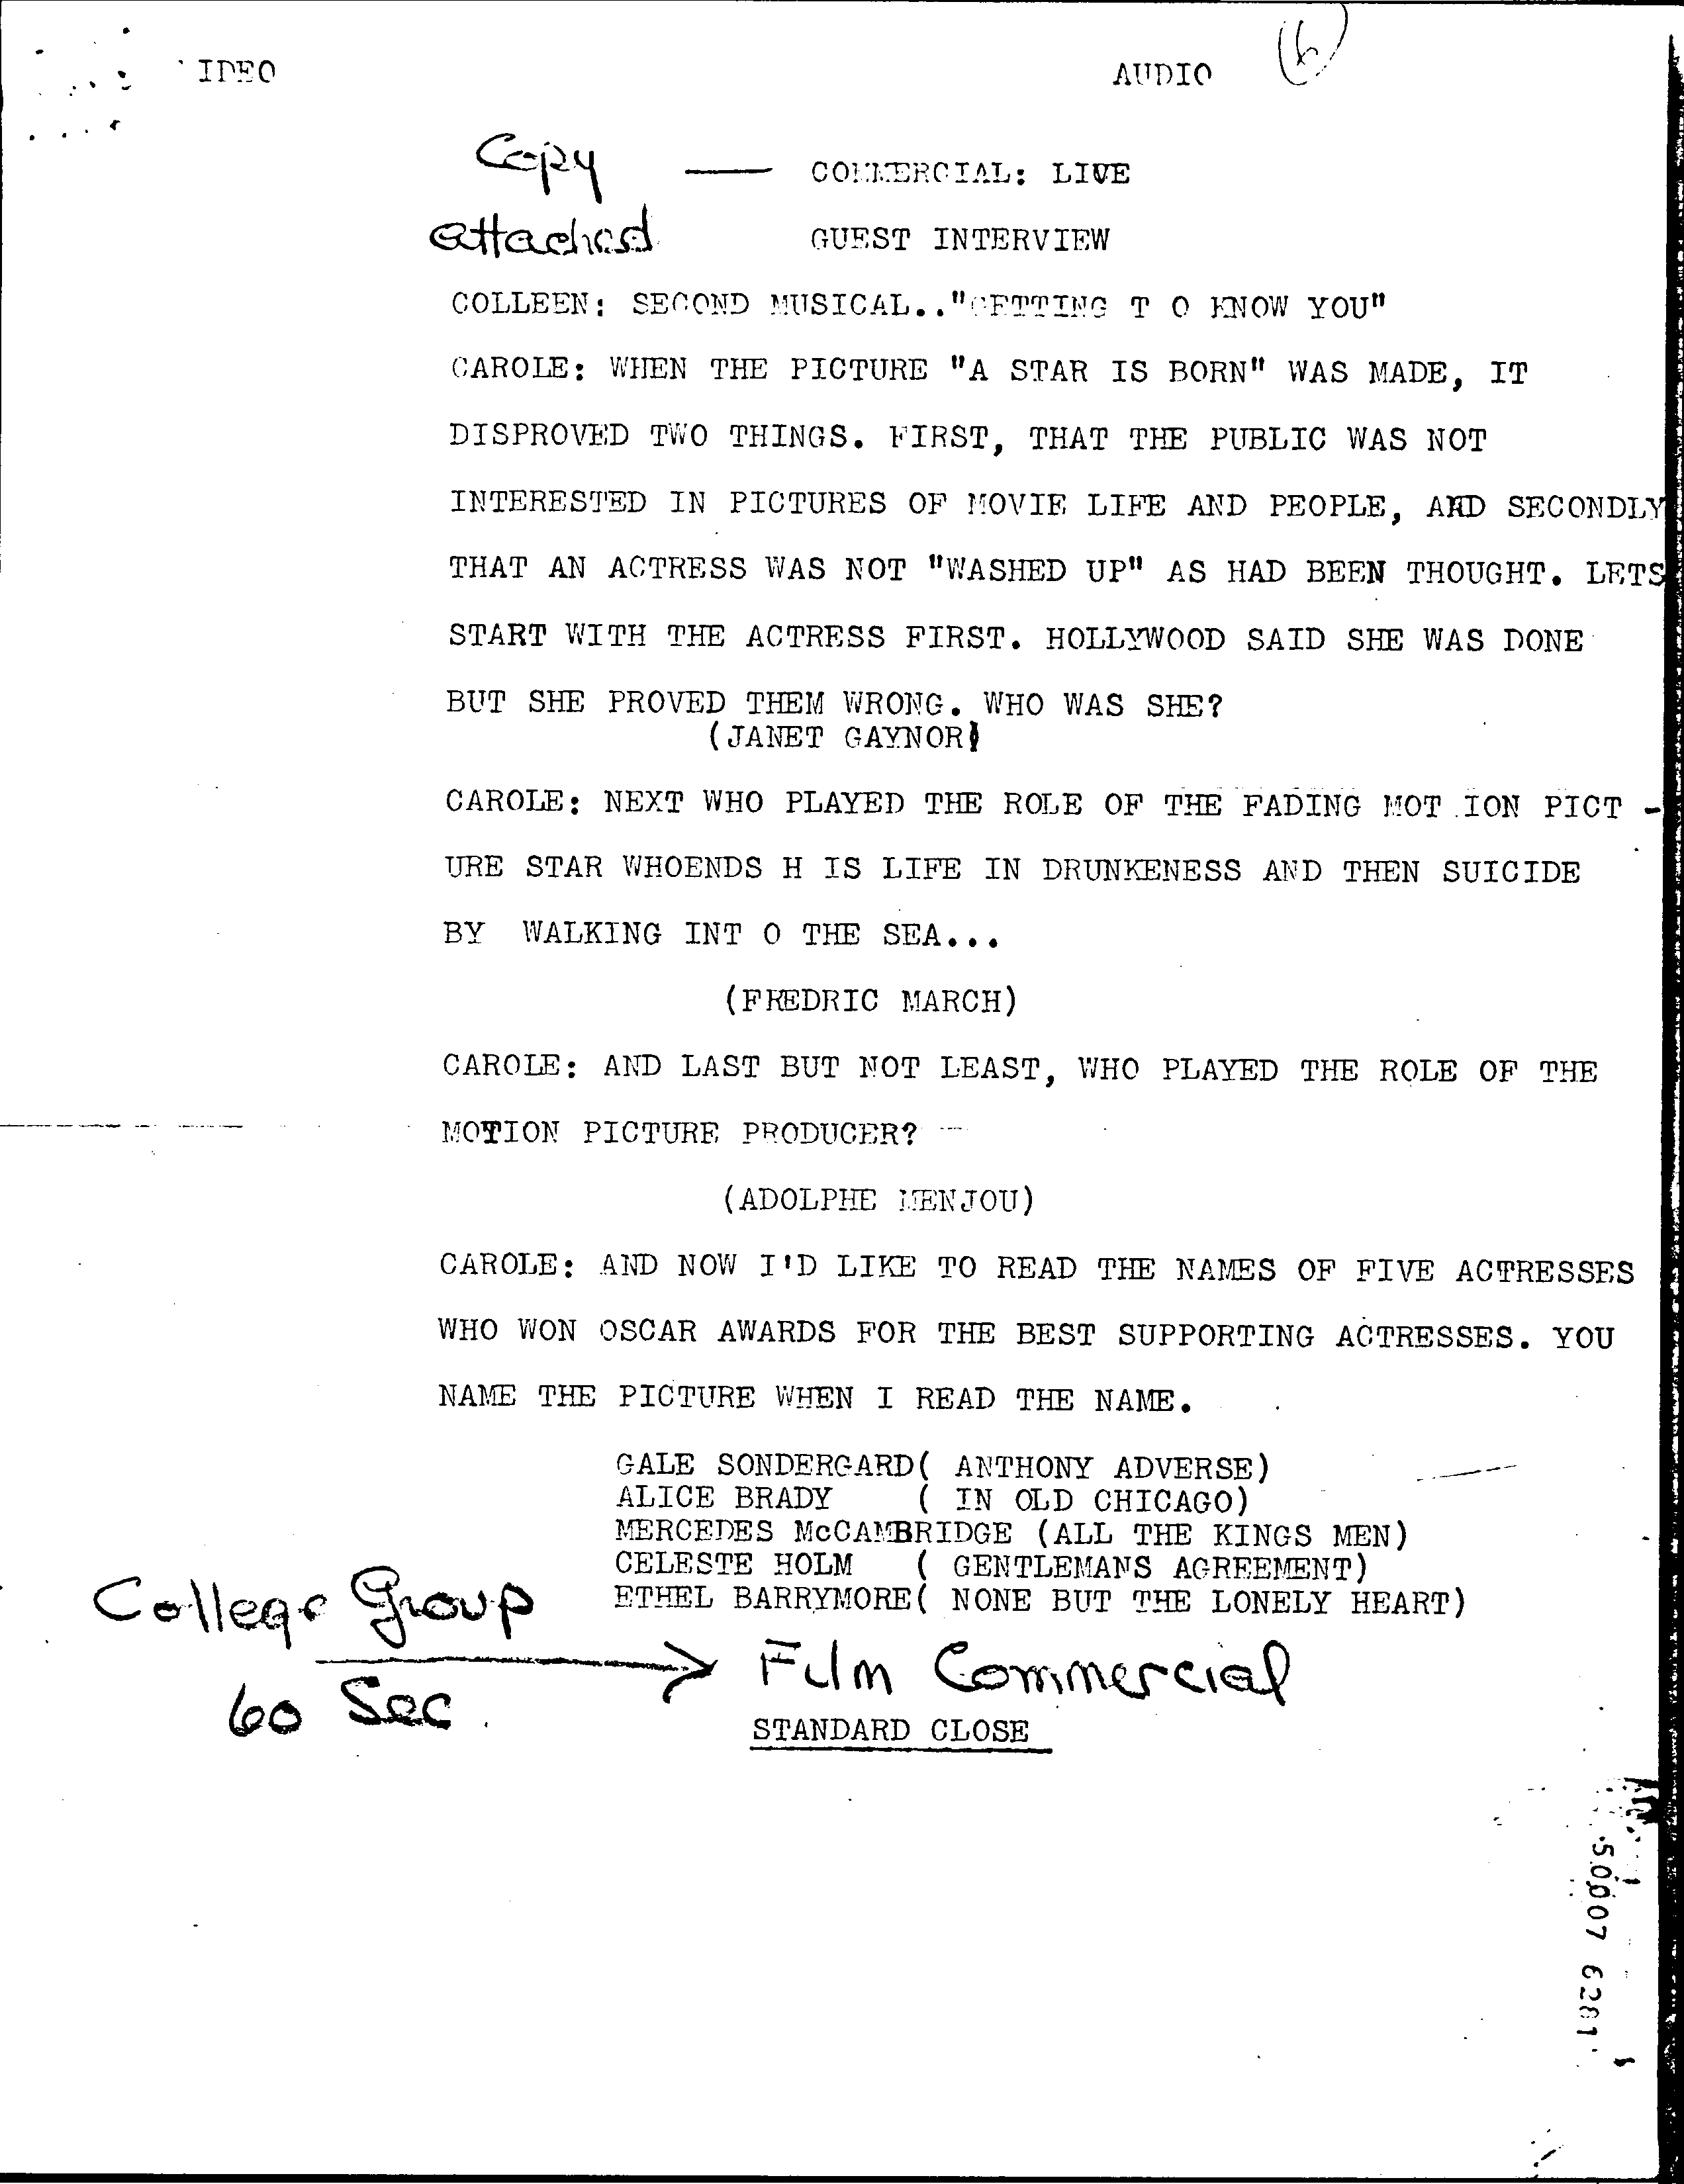 IDEO AUDIO (6)
Copy — COMMERCIAL: LIVE
attached GUEST INTERVIEW
COLLEEN: SECOND MUSICAL.."GETTING T O KNOW YOU"
CAROLE: WHEN THE PICTURE "A STAR IS BORN" WAS MADE, IT
DISPROVED TWO THINGS. FIRST, THAT THE PUBLIC WAS NOT
INTERESTED IN PICTURES OF MOVIE LIFE AND PEOPLE, AND SECONDLY
THAT AN ACTRESS WAS NOT "WASHED UP" AS HAD BEEN THOUGHT. LETS
START WITH THE ACTRESS FIRST. HOLLYWOOD SAID SHE WAS DONE
BUT SHE PROVED THEM WRONG. WHO WAS SHE?
(JANET GAYNOR)
CAROLE: NEXT WHO PLAYED THE ROLE OF THE FADING MOT ION PICT -
URE STAR WHOENDS H IS LIFE IN DRUNKENESS AND THEN SUICIDE
BY WALKING INT O THE SEA...
(FREDRIC MARCH)
CAROLE: AND LAST BUT NOT LEAST, WHO PLAYED THE ROLE OF THE
MOTION PICTURE PRODUCER?
(ADOLPHE MENJOU)
CAROLE: AND NOW I'D LIKE TO READ THE NAMES OF FIVE ACTRESSES
WHO WON OSCAR AWARDS FOR THE BEST SUPPORTING ACTRESSES. YOU
NAME THE PICTURE WHEN I READ THE NAME.
GALE SONDERGARD( ANTHONY ADVERSE)
ALICE BRADY ( IN OLD CHICAGO)
MERCEDES McCAMBRIDGE (ALL THE KINGS MEN)
CELESTE HOLM ( GENTLEMANS AGREEMENT)
ETHEL BARRYMORE( NONE BUT THE LONELY HEART)
College Group
60 Sec. Film Commercial
STANDARD CLOSE
50007 6281